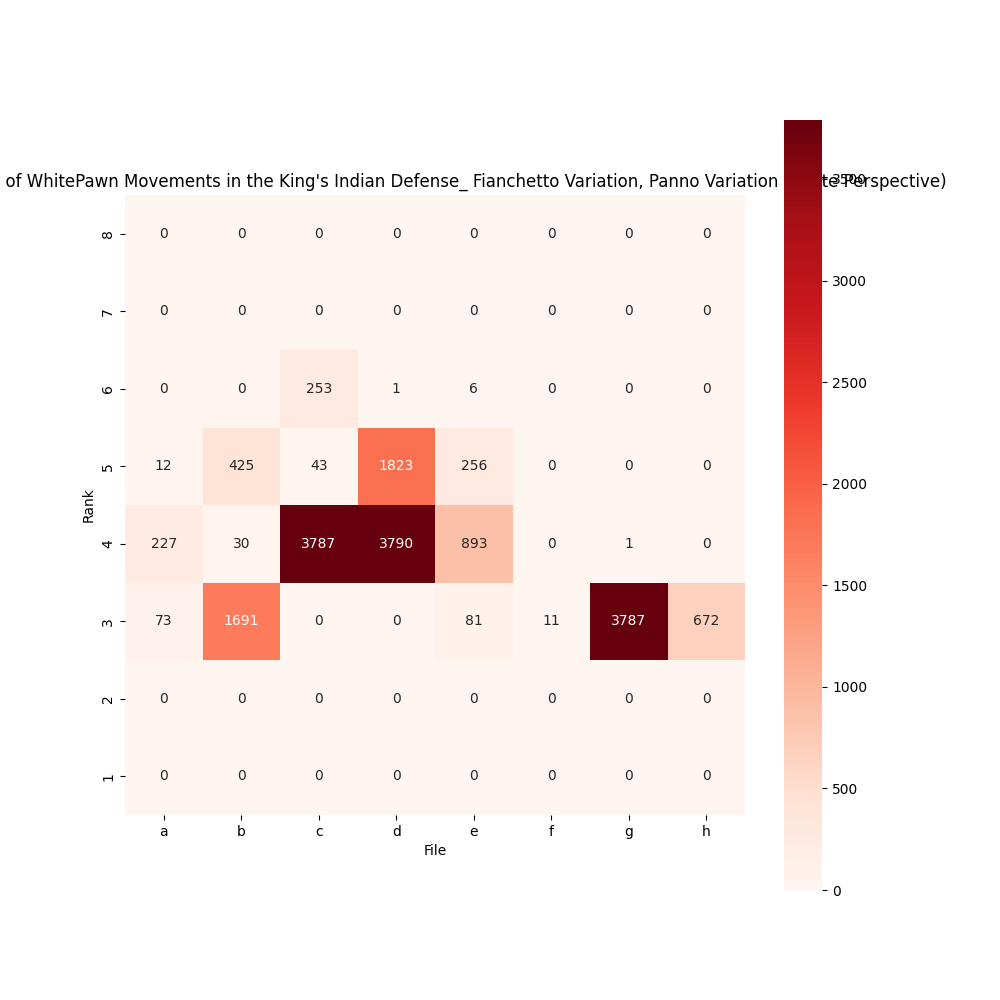 of WhitePawn Movements in the King's Indian Defense_ Fianchetto Variation, Panno Variation Perspective)
3500
8 0 0 0 0 0 0 0 0
3000
7 0 0 0 0 0 0 0 0
2500
6 0 0 253 1 6 0 0 0
5 12 425 43 1823 256 0 0 0
2000
Rank
4 227 30 3787 3790 893 0 1 0
1500
3 73 1691 0 0 81 11 3787 672
1000
2 0 0 0 0 0 0 0 0
1 0 0 0 0 0 0 0 0
500
a b c d e f g h
File
0